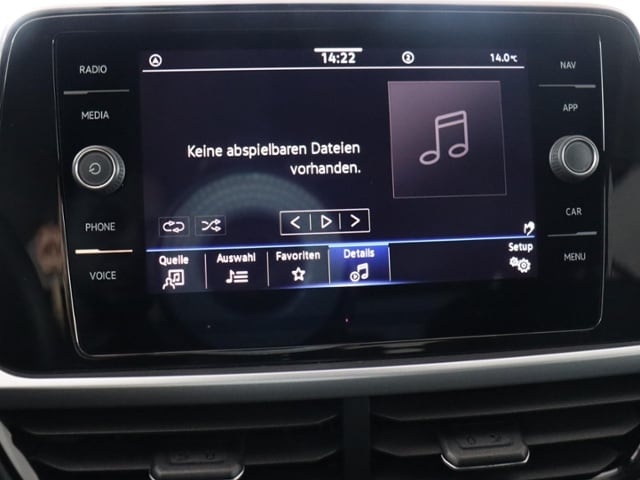 RADIO
MEDIA
PHONE
VOICE
14:22
2
14.0°C
Keine abspielbaren Dateien
vorhanden.
Quelle
Auswahl
Favoriten
Details
Setup
NAV
APP
CAR
MENU